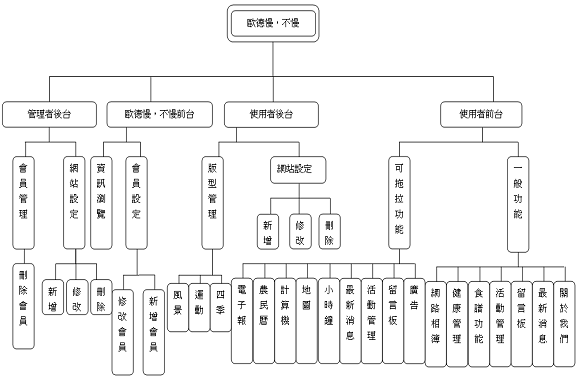 歐德慢，不慢
管理者後台
歐德慢，不慢前台
使用者後台
使用者前台
會員管理
網站設定
資訊瀏覽
會員設定
版型管理
網站設定
可拖拉功能
一般功能
新增
修改
刪除
刪除會員
新增
修改
刪除
修改會員
新增會員
風景
運動
四季
電子報
農民曆
計算機
地圖
小時鐘
最新消息
活動管理
留言板
廣告
網路相簿
健康管理
食譜功能
活動管理
留言板
最新消息
關於我們